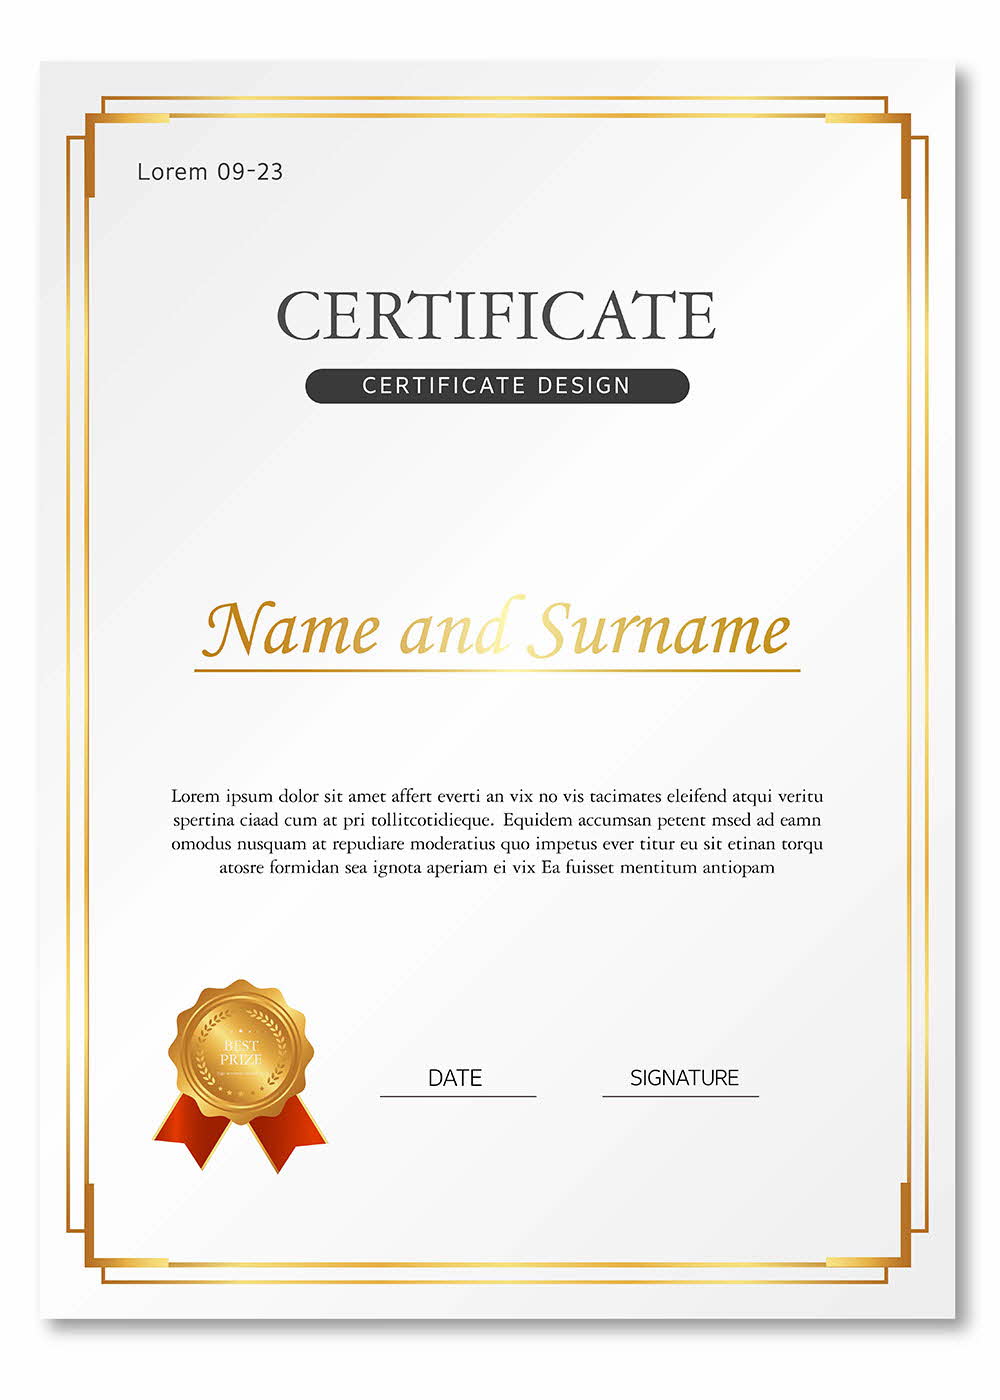 Lorem 09-23
CERTIFICATE
CERTIFICATE DESIGN
Name and Surname
Lorem ipsum dolor sit amet affert everti an vix no vis tacimates eleifend atqui veritu
spertina ciaad cum at pri tollitcotidieque. Equidem accumsan petent msed ad eamn
omodus nusquam at repudiare moderatius quo impetus ever titur eu sit etinan torqu
atosre formidan sea ignota aperiam ei vix Ea fuisset mentitum antiopam
BEST
PRIZE
DATE
SIGNATURE